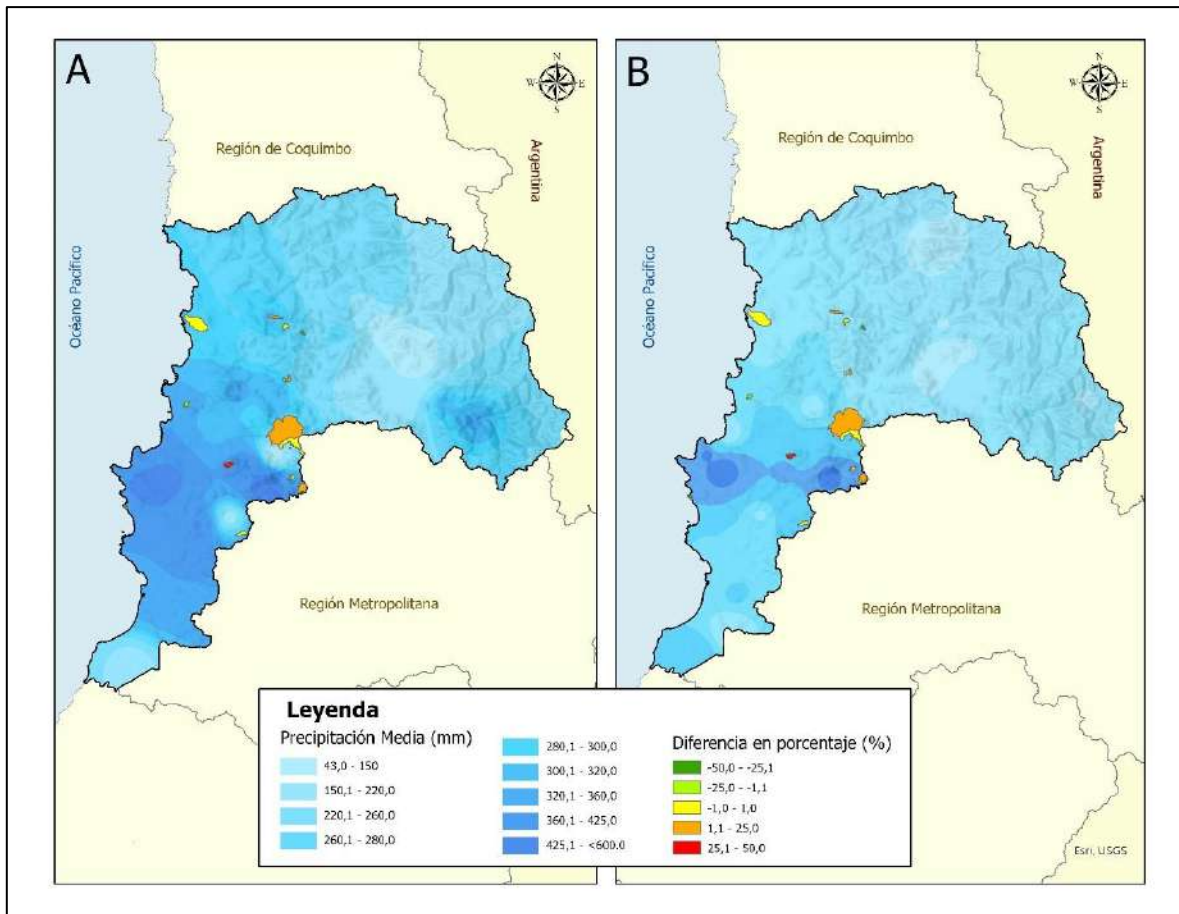 A
N
W E
S
Región de Coquimbo
Argentina
Océano Pacífico
Región Metropolitana
B
N
W E
S
Región de Coquimbo
Argentina
Océano Pacífico
Región Metropolitana
Leyenda
Precipitación Media (mm)
43,0 - 150
150,1 - 220,0
220,1 - 260,0
260,1 - 280,0
280,1 - 300,0
300,1 - 320,0
320,1 - 360,0
360,1 - 425,0
425,1 - <600.0
Diferencia en porcentaje (%)
-50,0 - -25,1
-25,0 - -1,1
-1,0 - 1,0
1,1 - 25,0
25,1 - 50,0
Esri, USGS